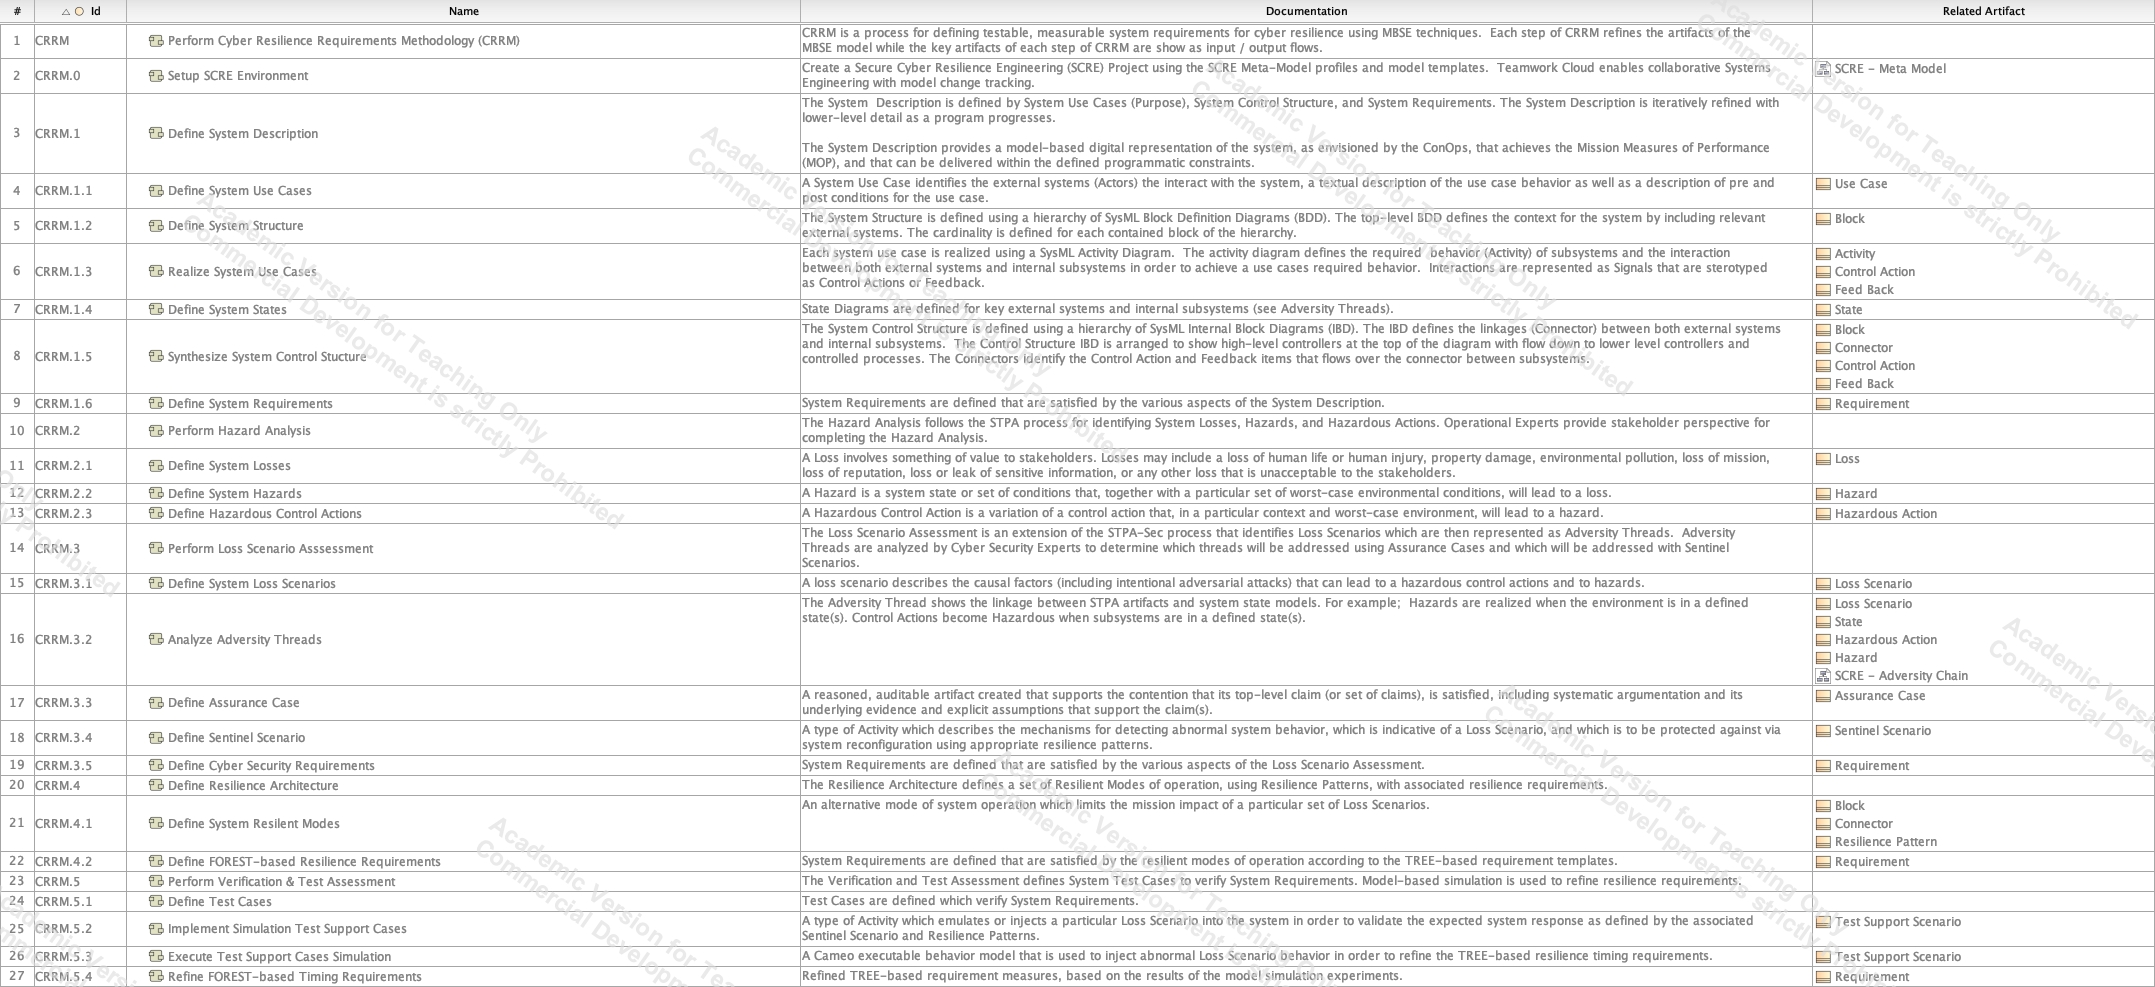 # Id Name Documentation Related Artifact
1 CRRM Perform Cyber Resilience Requirements Methodology (CRRM) CRRM is a process for defining testable, measurable system requirements for cyber resilience using MBSE techniques. Each step of CRRM refines the artifacts of the
MBSE model while the key artifacts of each step of CRRM are show as input / output flows.
2 CRRM.0 Setup SCRE Environment Create a Secure Cyber Resilience Engineering (SCRE) Project using the SCRE Meta-Model profiles and model templates. Teamwork Cloud enables collaborative Systems
Engineering with model change tracking.
SCRE - Meta Model
3 CRRM.1 Define System Description The System Description is defined by System Use Cases (Purpose), System Control Structure, and System Requirements. The System Description is iteratively refined with
lower-level detail as a program progresses.
The System Description provides a model-based digital representation of the system, as envisioned by the ConOps, that achieves the Mission Measures of Performance
(MOP), and that can be delivered within the defined programmatic constraints.
4 CRRM.1.1 Define System Use Cases A System Use Case identifies the external systems (Actors) the interact with the system, a textual description of the use case behavior as well as a description of pre and
post conditions for the use case.
Use Case
5 CRRM.1.2 Define System Structure The System Structure is defined using a hierarchy of SysML Block Definition Diagrams (BDD). The top-level BDD defines the context for the system by including relevant
external systems. The cardinality is defined for each contained block of the hierarchy.
Block
6 CRRM.1.3 Realize System Use Cases Each system use case is realized using a SysML Activity Diagram. The activity diagram defines the required behavior (Activity) of subsystems and the interaction
between both external systems and internal subsystems in order to achieve a use cases required behavior. Interactions are represented as Signals that are sterotyped
as Control Actions or Feedback.
Activity
Control Action
Feed Back
7 CRRM.1.4 Define System States State Diagrams are defined for key external systems and internal subsystems (see Adversity Threads). State
8 CRRM.1.5 Synthesize System Control Stucture The System Control Structure is defined using a hierarchy of SysML Internal Block Diagrams (IBD). The IBD defines the linkages (Connector) between both external systems
and internal subsystems. The Control Structure IBD is arranged to show high-level controllers at the top of the diagram with flow down to lower level controllers and
controlled processes. The Connectors identify the Control Action and Feedback items that flows over the connector between subsystems.
Block
Connector
Control Action
Feed Back
9 CRRM.1.6 Define System Requirements System Requirements are defined that are satisfied by the various aspects of the System Description. Requirement
10 CRRM.2 Perform Hazard Analysis The Hazard Analysis follows the STPA process for identifying System Losses, Hazards, and Hazardous Actions. Operational Experts provide stakeholder perspective for
completing the Hazard Analysis.
11 CRRM.2.1 Define System Losses A Loss involves something of value to stakeholders. Losses may include a loss of human life or human injury, property damage, environmental pollution, loss of mission,
loss of reputation, loss or leak of sensitive information, or any other loss that is unacceptable to the stakeholders.
Loss
12 CRRM.2.2 Define System Hazards A Hazard is a system state or set of conditions that, together with a particular set of worst-case environmental conditions, will lead to a loss. Hazard
13 CRRM.2.3 Define Hazardous Control Actions A Hazardous Control Action is a variation of a control action that, in a particular context and worst-case environment, will lead to a hazard. Hazardous Action
14 CRRM.3 Perform Loss Scenario Asssessment The Loss Scenario Assessment is an extension of the STPA-Sec process that identifies Loss Scenarios which are then represented as Adversity Threads. Adversity
Threads are analyzed by Cyber Security Experts to determine which threads will be addressed using Assurance Cases and which will be addressed with Sentinel
Scenarios.
15 CRRM.3.1 Define System Loss Scenarios A loss scenario describes the causal factors (including intentional adversarial attacks) that can lead to a hazardous control actions and to hazards. Loss Scenario
16 CRRM.3.2 Analyze Adversity Threads The Adversity Thread shows the linkage between STPA artifacts and system state models. For example; Hazards are realized when the environment is in a defined
state(s). Control Actions become Hazardous when subsystems are in a defined state(s).
Loss Scenario
State
Hazardous Action
Hazard
SCRE - Adversity Chain
17 CRRM.3.3 Define Assurance Case A reasoned, auditable artifact created that supports the contention that its top-level claim (or set of claims), is satisfied, including systematic argumentation and its
underlying evidence and explicit assumptions that support the claim(s).
Assurance Case
18 CRRM.3.4 Define Sentinel Scenario A type of Activity which describes the mechanisms for detecting abnormal system behavior, which is indicative of a Loss Scenario, and which is to be protected against via
system reconfiguration using appropriate resilience patterns.
Sentinel Scenario
19 CRRM.3.5 Define Cyber Security Requirements System Requirements are defined that are satisfied by the various aspects of the Loss Scenario Assessment. Requirement
20 CRRM.4 Define Resilience Architecture The Resilience Architecture defines a set of Resilient Modes of operation, using Resilience Patterns, with associated resilience requirements.
21 CRRM.4.1 Define System Resilent Modes An alternative mode of system operation which limits the mission impact of a particular set of Loss Scenarios.
Block
Connector
Resilience Pattern
22 CRRM.4.2 Define FOREST-based Resilience Requirements System Requirements are defined that are satisfied by the resilient modes of operation according to the TREE-based requirement templates. Requirement
23 CRRM.5 Perform Verification & Test Assessment The Verification and Test Assessment defines System Test Cases to verify System Requirements. Model-based simulation is used to refine resilience requirements.
24 CRRM.5.1 Define Test Cases Test Cases are defined which verify System Requirements.
25 CRRM.5.2 Implement Simulation Test Support Cases A type of Activity which emulates or injects a particular Loss Scenario into the system in order to validate the expected system response as defined by the associated
Sentinel Scenario and Resilience Patterns.
Test Support Scenario
26 CRRM.5.3 Execute Test Support Cases Simulation A Cameo executable behavior model that is used to inject abnormal Loss Scenario behavior in order to refine the TREE-based resilience timing requirements. Test Support Scenario
27 CRRM.5.4 Refine FOREST-based Timing Requirements Refined TREE-based requirement measures, based on the results of the model simulation experiments. Requirement
Academic Version for Teaching Only
Commercial Development is strictly Prohibited